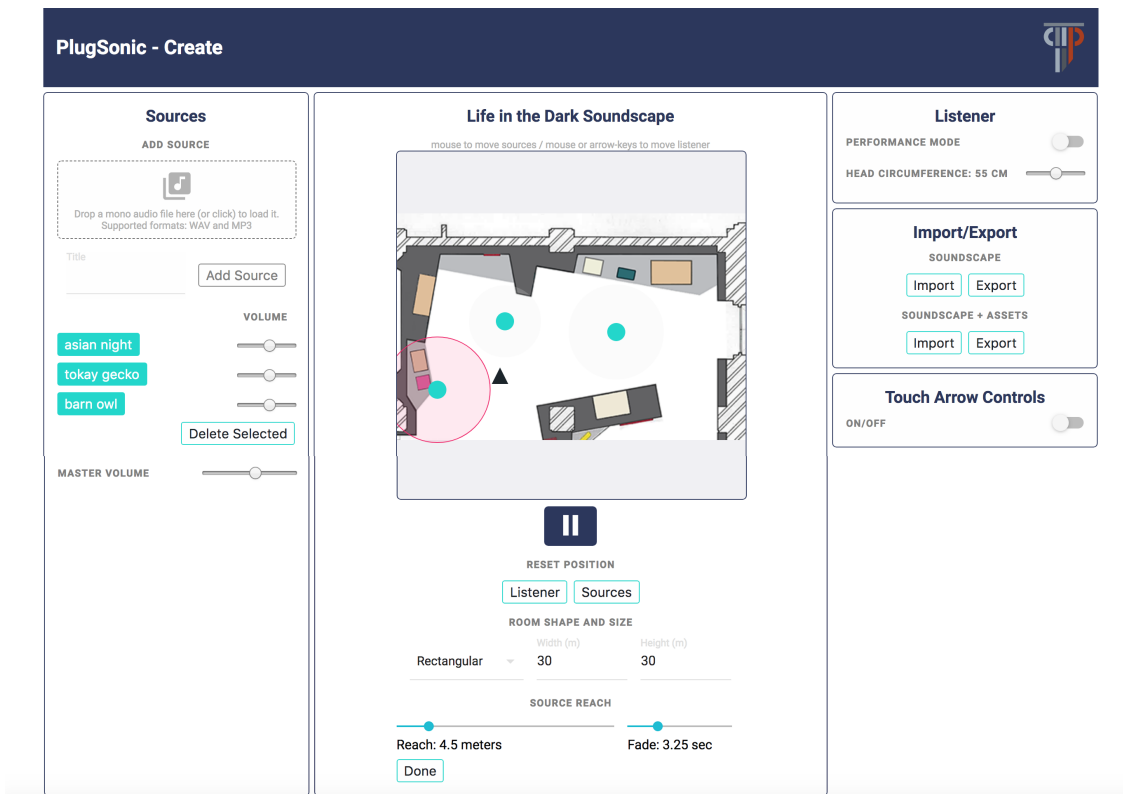 PlugSonic - Create
Sources
ADD SOURCE
Drop a mono audio file here (or click) to load it.
Supported formats: WAV and MP3
Title
Add Source
VOLUME
asian night
tokay gecko
barn owl
Delete Selected
MASTER VOLUME
Life in the Dark Soundscape
mouse to move sources / mouse or arrow-keys to move listener
RESET POSITION
Listener
Sources
ROOM SHAPE AND SIZE
Width (m)
Height (m)
Rectangular
30
30
SOURCE REACH
Reach: 4.5 meters
Fade: 3.25 sec
Done
Listener
PERFORMANCE MODE
HEAD CIRCUMFERENCE: 55 CM
Import/Export
SOUNDSCAPE
Import
Export
SOUNDSCAPE + ASSETS
Import
Export
Touch Arrow Controls
ON/OFF